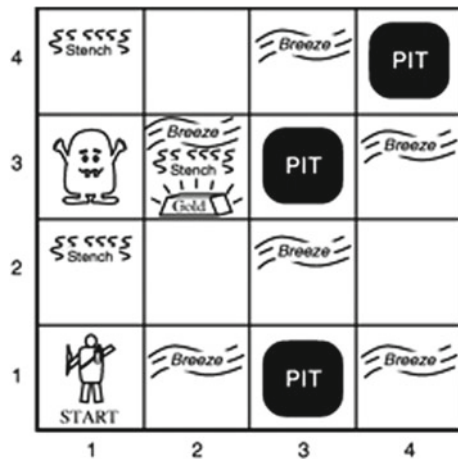 4
Stench
Breeze
PIT
3
Breeze
Stench
Gold
PIT
Breeze
2
Stench
Breeze
1
START
Breeze
PIT
Breeze
1 2 3 4